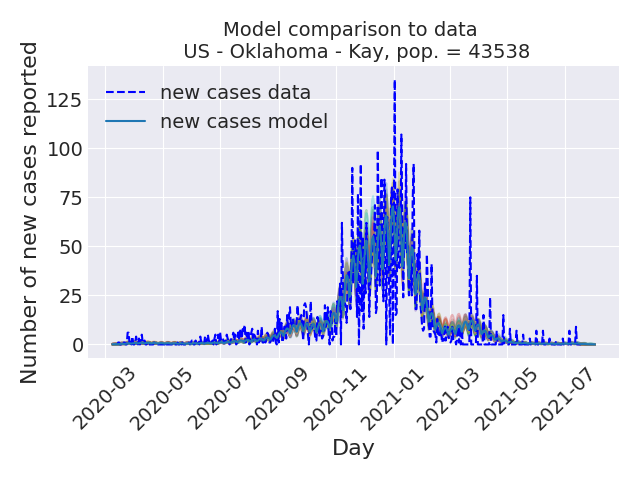 Model comparison to data
US - Oklahoma - Kay, pop. = 43538
Number of new cases reported
125
100
75
50
25
0
new cases data
new cases model
2020-03
2020-05
2020-07
2020-09
2020-11
2021-01
2021-03
2021-05
2021-07
Day